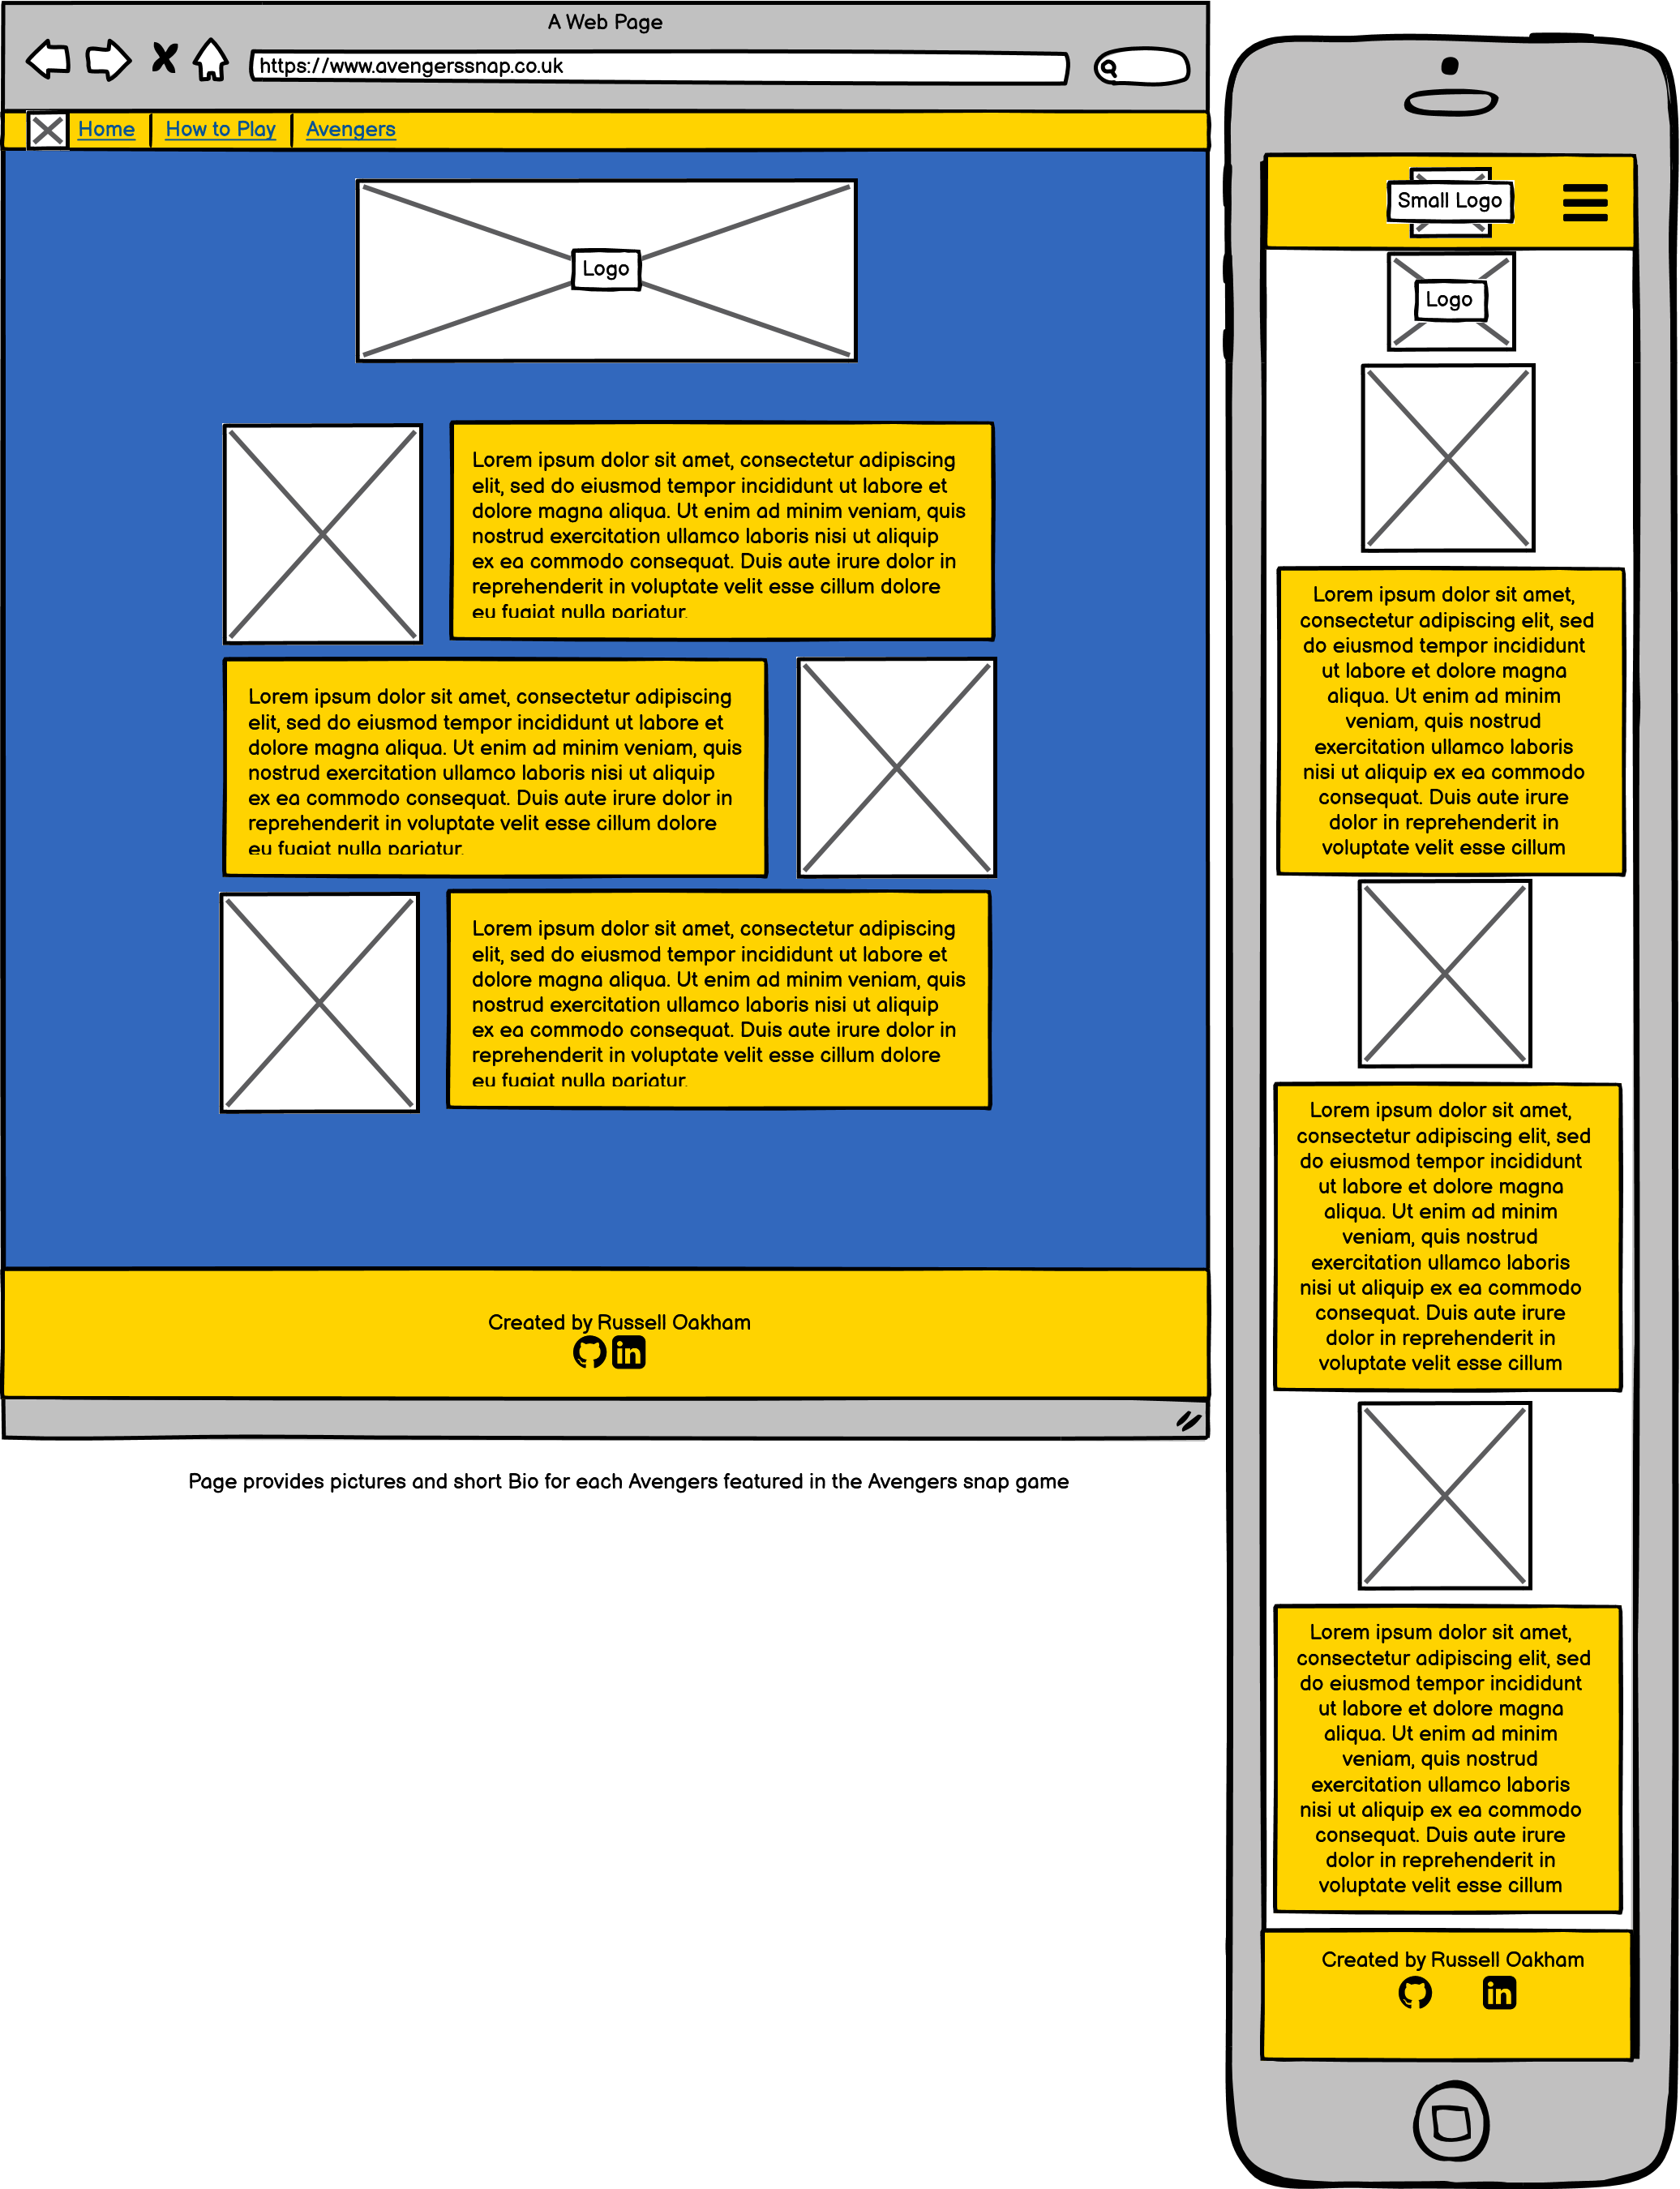 A Web Page
https://www.avengerssnap.co.uk
Home
How to Play
Avengers
Logo
Lorem ipsum dolor sit amet, consectetur adipiscing
elit, sed do eiusmod tempor incididunt ut labore et
dolore magna aliqua. Ut enim ad minim veniam, quis
nostrud exercitation ullamco laboris nisi ut aliquip
ex ea commodo consequat. Duis aute irure dolor in
reprehenderit in voluptate velit esse cillum dolore
eu fugiat nulla pariatur.
Lorem ipsum dolor sit amet, consectetur adipiscing
elit, sed do eiusmod tempor incididunt ut labore et
dolore magna aliqua. Ut enim ad minim veniam, quis
nostrud exercitation ullamco laboris nisi ut aliquip
ex ea commodo consequat. Duis aute irure dolor in
reprehenderit in voluptate velit esse cillum dolore
eu fugiat nulla pariatur.
Lorem ipsum dolor sit amet, consectetur adipiscing
elit, sed do eiusmod tempor incididunt ut labore et
dolore magna aliqua. Ut enim ad minim veniam, quis
nostrud exercitation ullamco laboris nisi ut aliquip
ex ea commodo consequat. Duis aute irure dolor in
reprehenderit in voluptate velit esse cillum dolore
eu fugiat nulla pariatur.
Created by Russell Oakham
in
Page provides pictures and short Bio for each Avengers featured in the Avengers snap game
Small Logo
Logo
Lorem ipsum dolor sit amet,
consectetur adipiscing elit, sed
do eiusmod tempor incididunt
ut labore et dolore magna
aliqua. Ut enim ad minim
veniam, quis nostrud
exercitation ullamco laboris
nisi ut aliquip ex ea commodo
consequat. Duis aute irure
dolor in reprehenderit in
voluptate velit esse cillum
Lorem ipsum dolor sit amet,
consectetur adipiscing elit, sed
do eiusmod tempor incididunt
ut labore et dolore magna
aliqua. Ut enim ad minim
veniam, quis nostrud
exercitation ullamco laboris
nisi ut aliquip ex ea commodo
consequat. Duis aute irure
dolor in reprehenderit in
voluptate velit esse cillum
Lorem ipsum dolor sit amet,
consectetur adipiscing elit, sed
do eiusmod tempor incididunt
ut labore et dolore magna
aliqua. Ut enim ad minim
veniam, quis nostrud
exercitation ullamco laboris
nisi ut aliquip ex ea commodo
consequat. Duis aute irure
dolor in reprehenderit in
voluptate velit esse cillum
Created by Russell Oakham
in